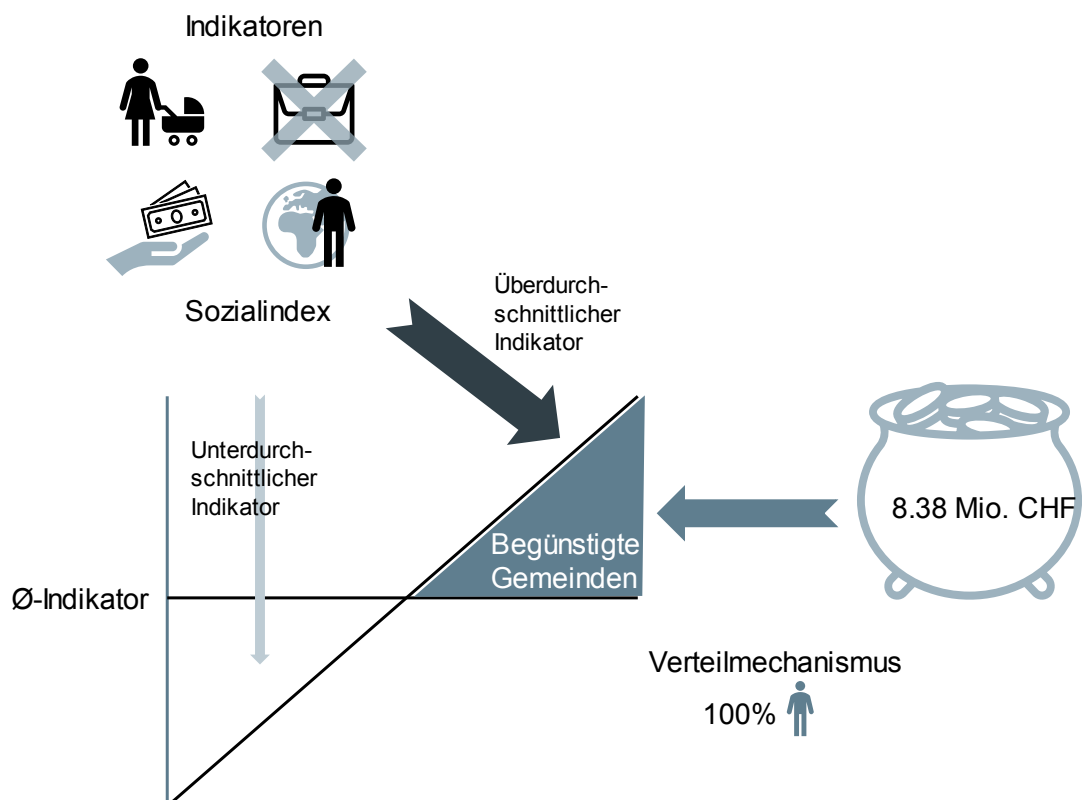 Indikatoren
Sozialindex
Überdurch-
schnittlicher
Indikator
Unterdurch-
schnittlicher
Indikator
8.38 Mio. CHF
Begünstigte
Gemeinden
Ø-Indikator
Verteilmechanismus
100%